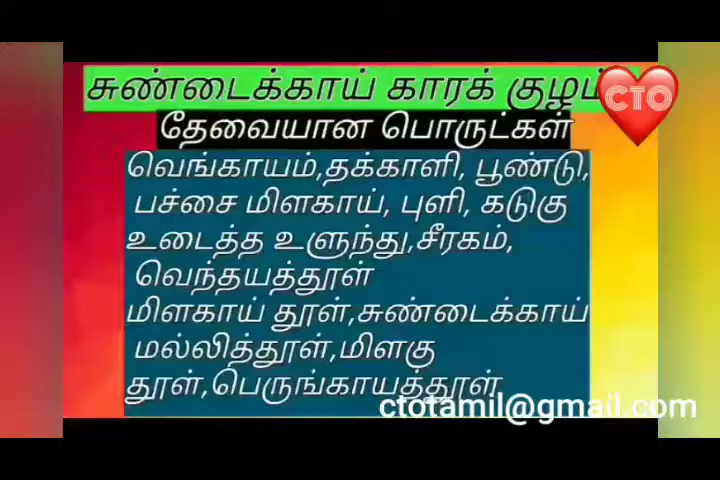 சுண்டைக்காய் காரக் குழம்
CTO
தேவையான பொருட்கள்
வெங்காயம்,தக்காளி, பூண்டு,
பச்சை மிளகாய், புளி, கடுகு
உடைத்த உளுந்து,சீரகம்,
வெந்தயத்தூள்
மிளகாய் தூள்,சுண்டைக்காய்
மல்லித்தூள்,மிளகு
தூள்,பெருங்காயத்தூள்
ctotamil@gmail.com